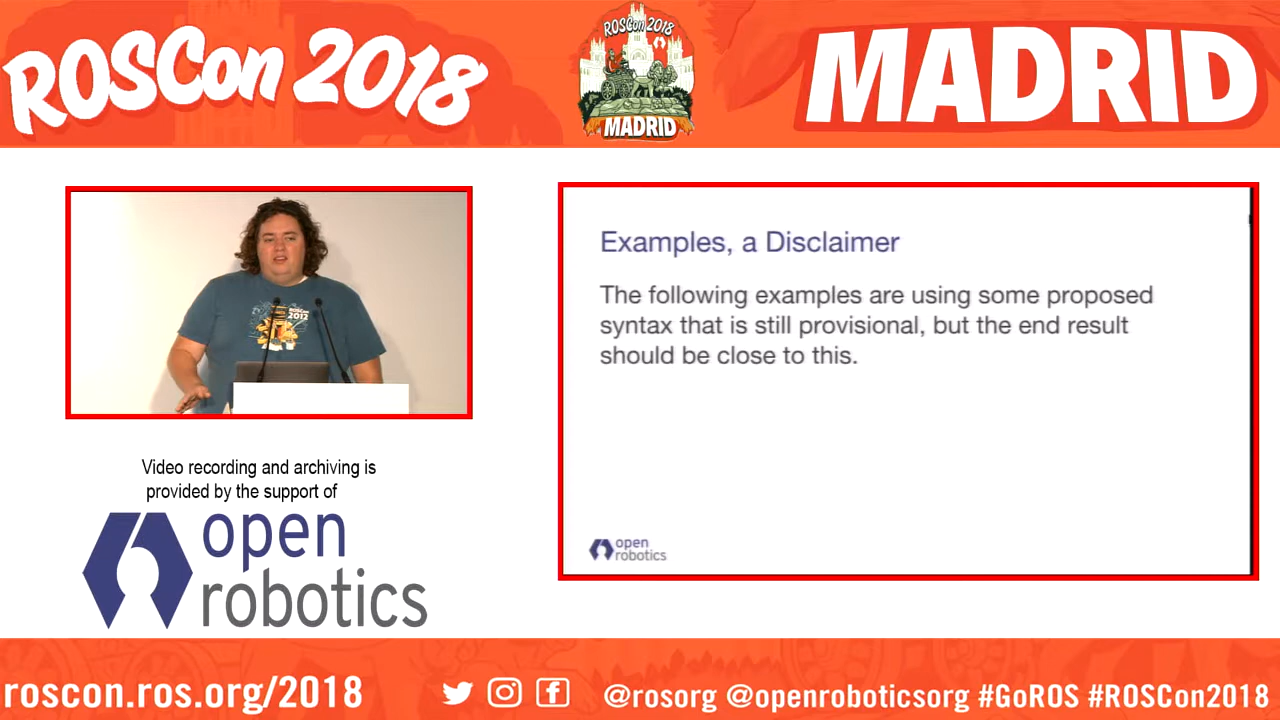 ROSCon 2018
ROSCon 2018
MADRID
MADRID
ROSCon
2012
Examples, a Disclaimer
The following examples are using some proposed
syntax that is still provisional, but the end result
should be close to this.
open
robotics
Video recording and archiving is
provided by the support of
open
robotics
roscon.ros.org/2018
@rosorg @openroboticsorg #GoROS #ROSCon2018